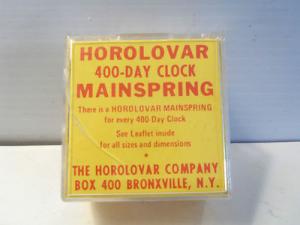 HOROLOVAR
400-DAY CLOCK
MAINSPRING
There is a HOROLOVAR MAINSPRING
for every 400-Day Clock
See Leaflet inside
for all sizes and dimensions
THE HOROLOVAR COMPANY
BOX 400 BRONXVILLE, N.Y.